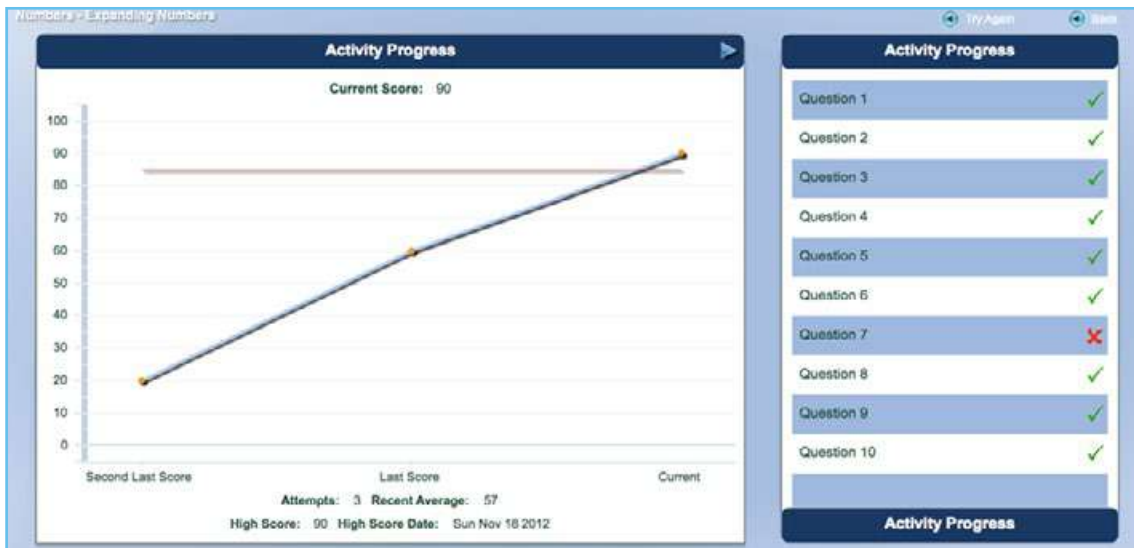 Numbers - Expanding Numbers
Try Again
Back
Activity Progress
Current Score: 90
100
90
80
70
60
50
40
30
20
10
0
Second Last Score
Last Score
Current
Attempts: 3 Recent Average: 57
High Score: 90 High Score Date: Sun Nov 18 2012
Activity Progress
Question 1
Question 2
Question 3
Question 4
Question 5
Question 6
Question 7
Question 8
Question 9
Question 10
Activity Progress